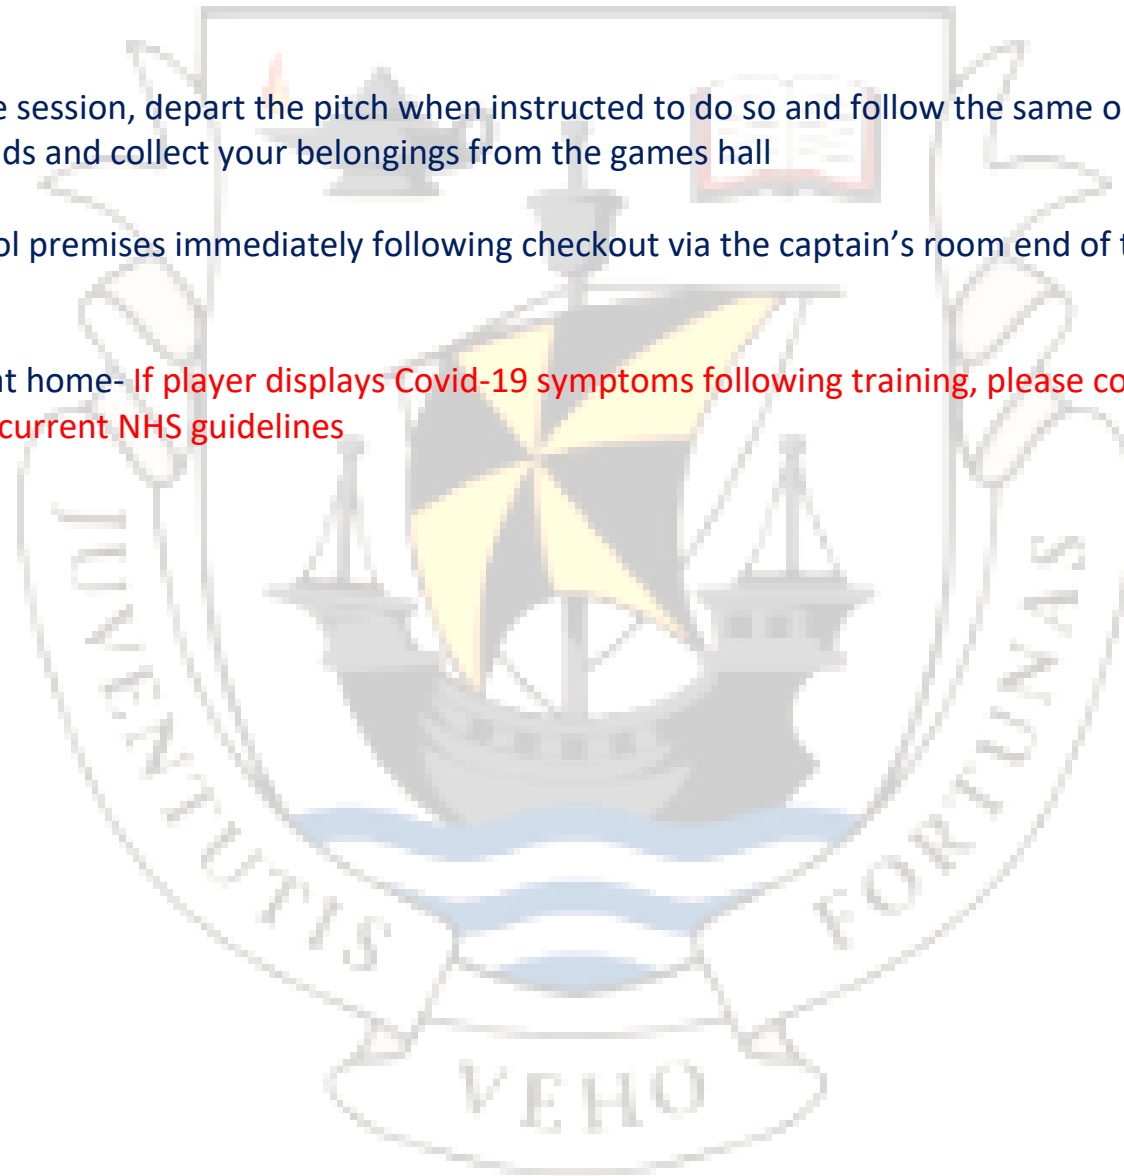 e session, depart the pitch when instructed to do so and follow the same o
ds and collect your belongings from the games hall
ol premises immediately following checkout via the captain’s room end of t
at home- If player displays Covid-19 symptoms following training, please co
current NHS guidelines
JUVENTUTIS
VEHO
FORTUNAS